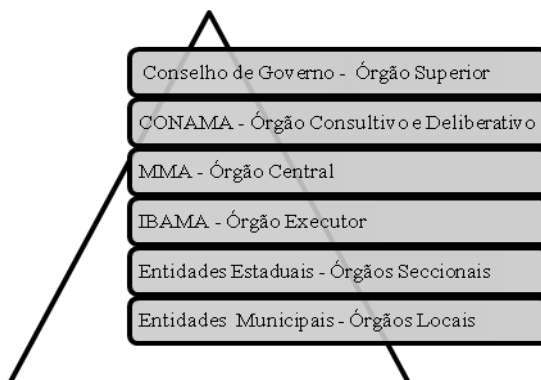 Conselho de Governo - Órgão Superior
CONAMA - Órgão Consultivo e Deliberativo
MMA - Órgão Central
IBAMA - Órgão Executor
Entidades Estaduais - Órgãos Seccionais
Entidades Municipais - Órgãos Locais